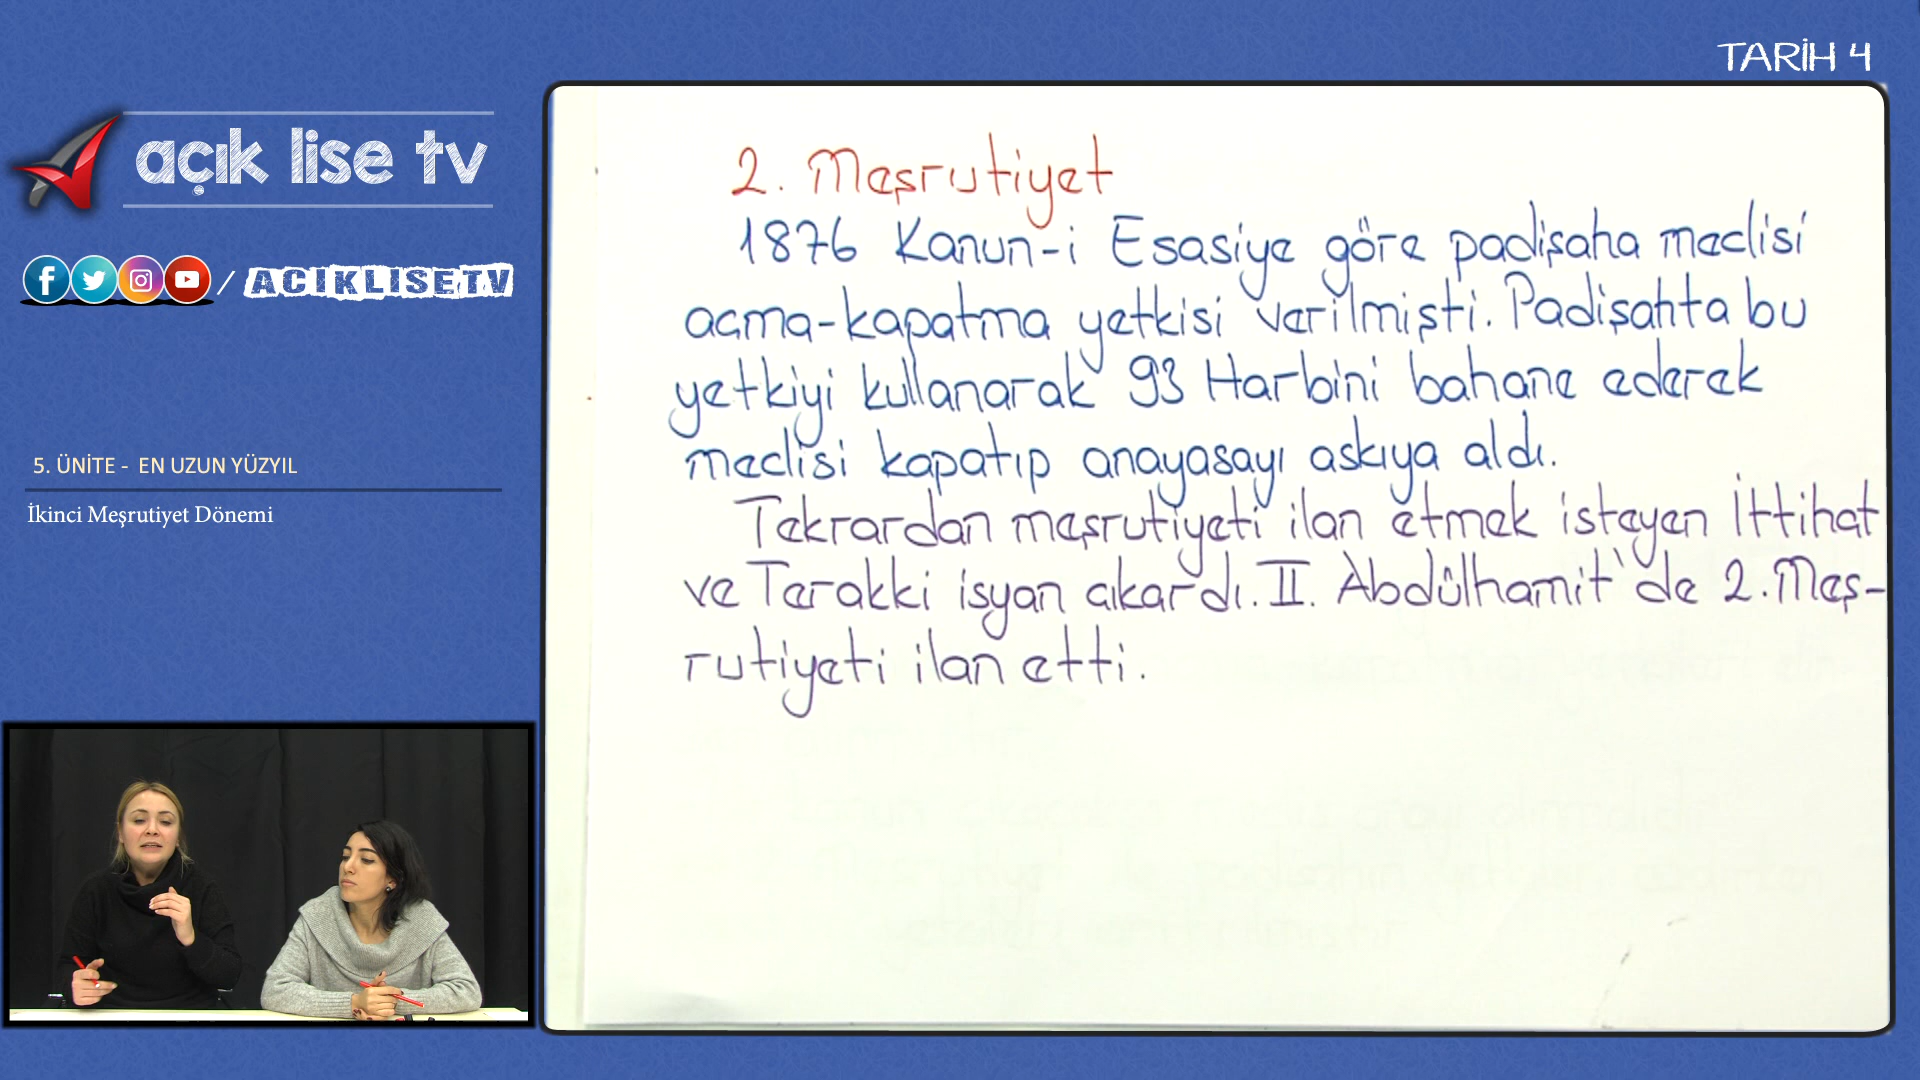 TARİH 4
açık lise tv
/ ACIKLISETV
5. ÜNİTE - EN UZUN YÜZYIL
İkinci Meşrutiyet Dönemi
2. Meşrutiyet
1876 Kanun-i Esasiye göre padişaha meclisi
acma-kapatma yetkisi verilmişti. Padişahta bu
yetkiyi kullanarak 93 Harbini bahane ederek
meclisi kapatıp anayasayı askıya aldı.
Tekrardan meşrutiyeti ilan etmek isteyen İttihat
ve Terakki isyan cıkardı. II. Abdülhamit'de 2. Meş-
rutiyeti ilan etti.